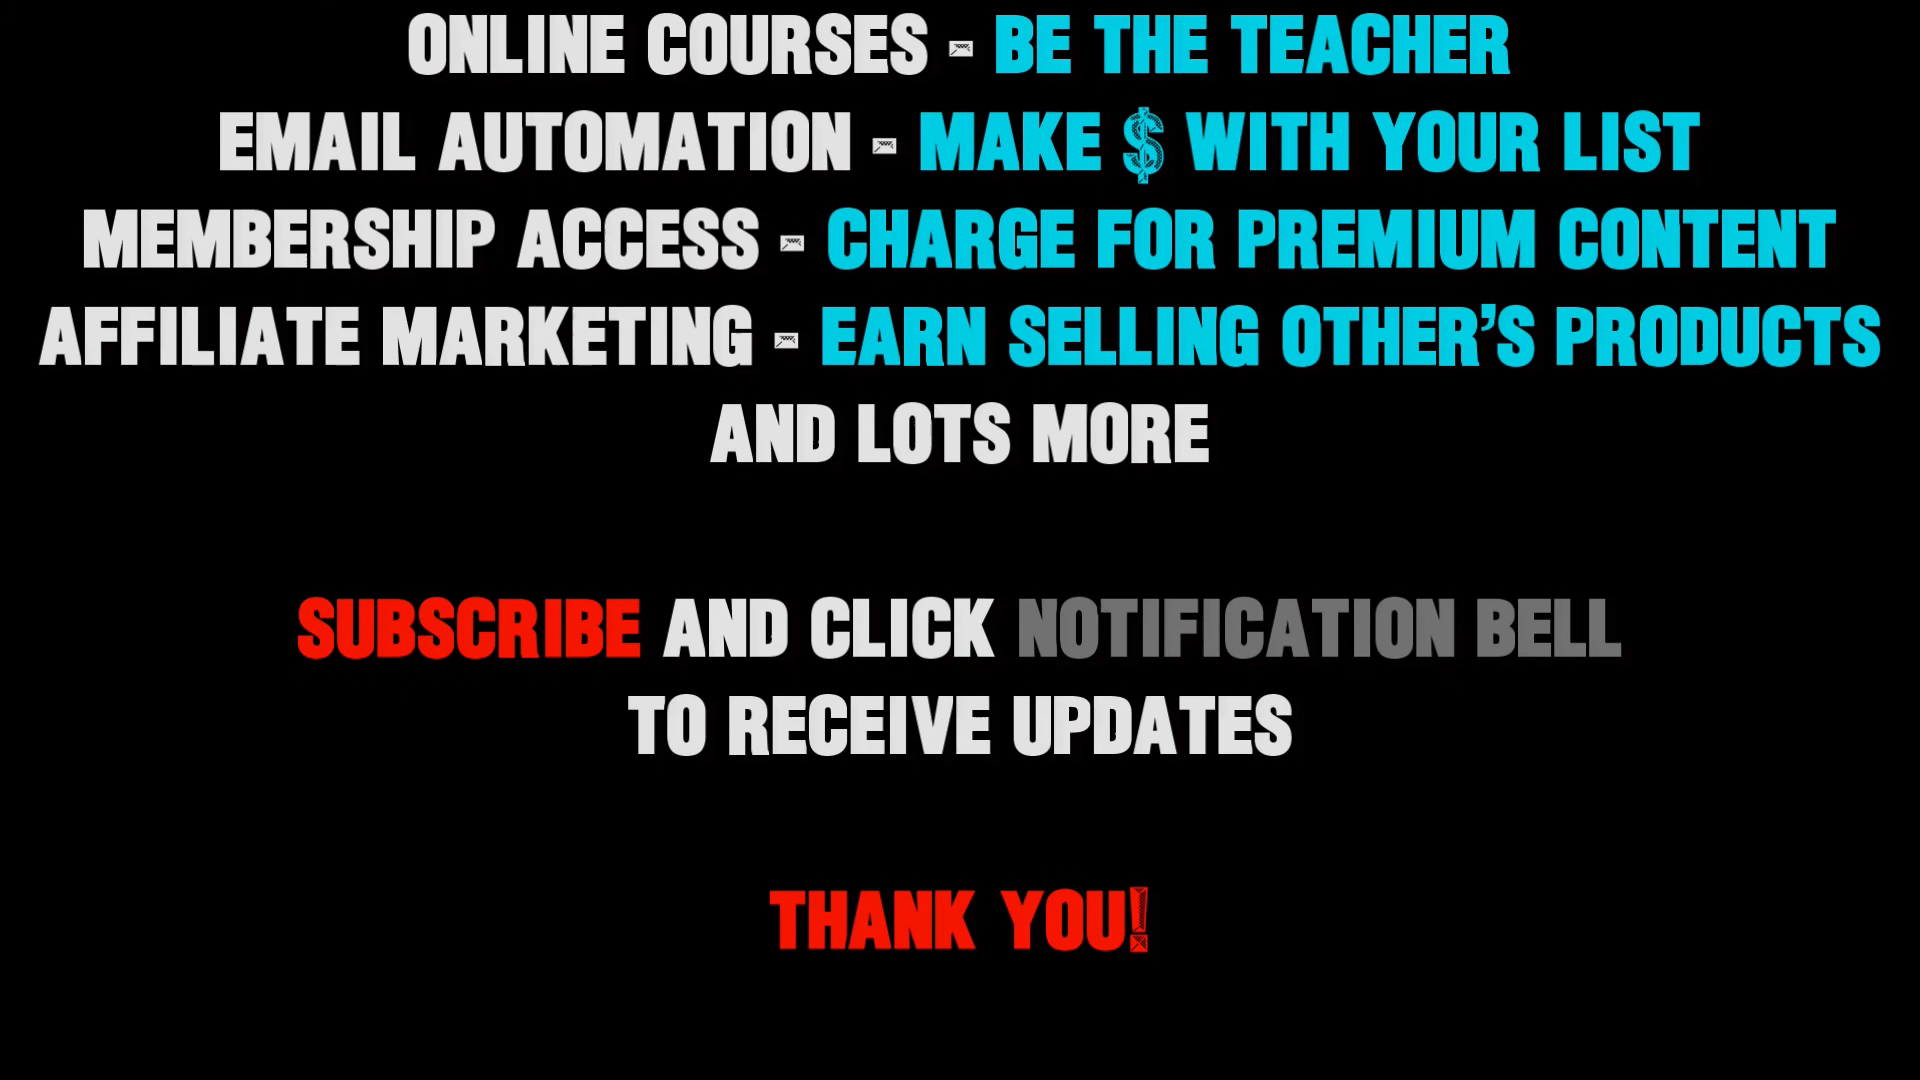 ONLINE COURSES - BE THE TEACHER
EMAIL AUTOMATION - MAKE $ WITH YOUR LIST
MEMBERSHIP ACCESS - CHARGE FOR PREMIUM CONTENT
AFFILIATE MARKETING - EARN SELLING OTHER'S PRODUCTS
AND LOTS MORE
SUBSCRIBE AND CLICK NOTIFICATION BELL
TO RECEIVE UPDATES
THANK YOU!